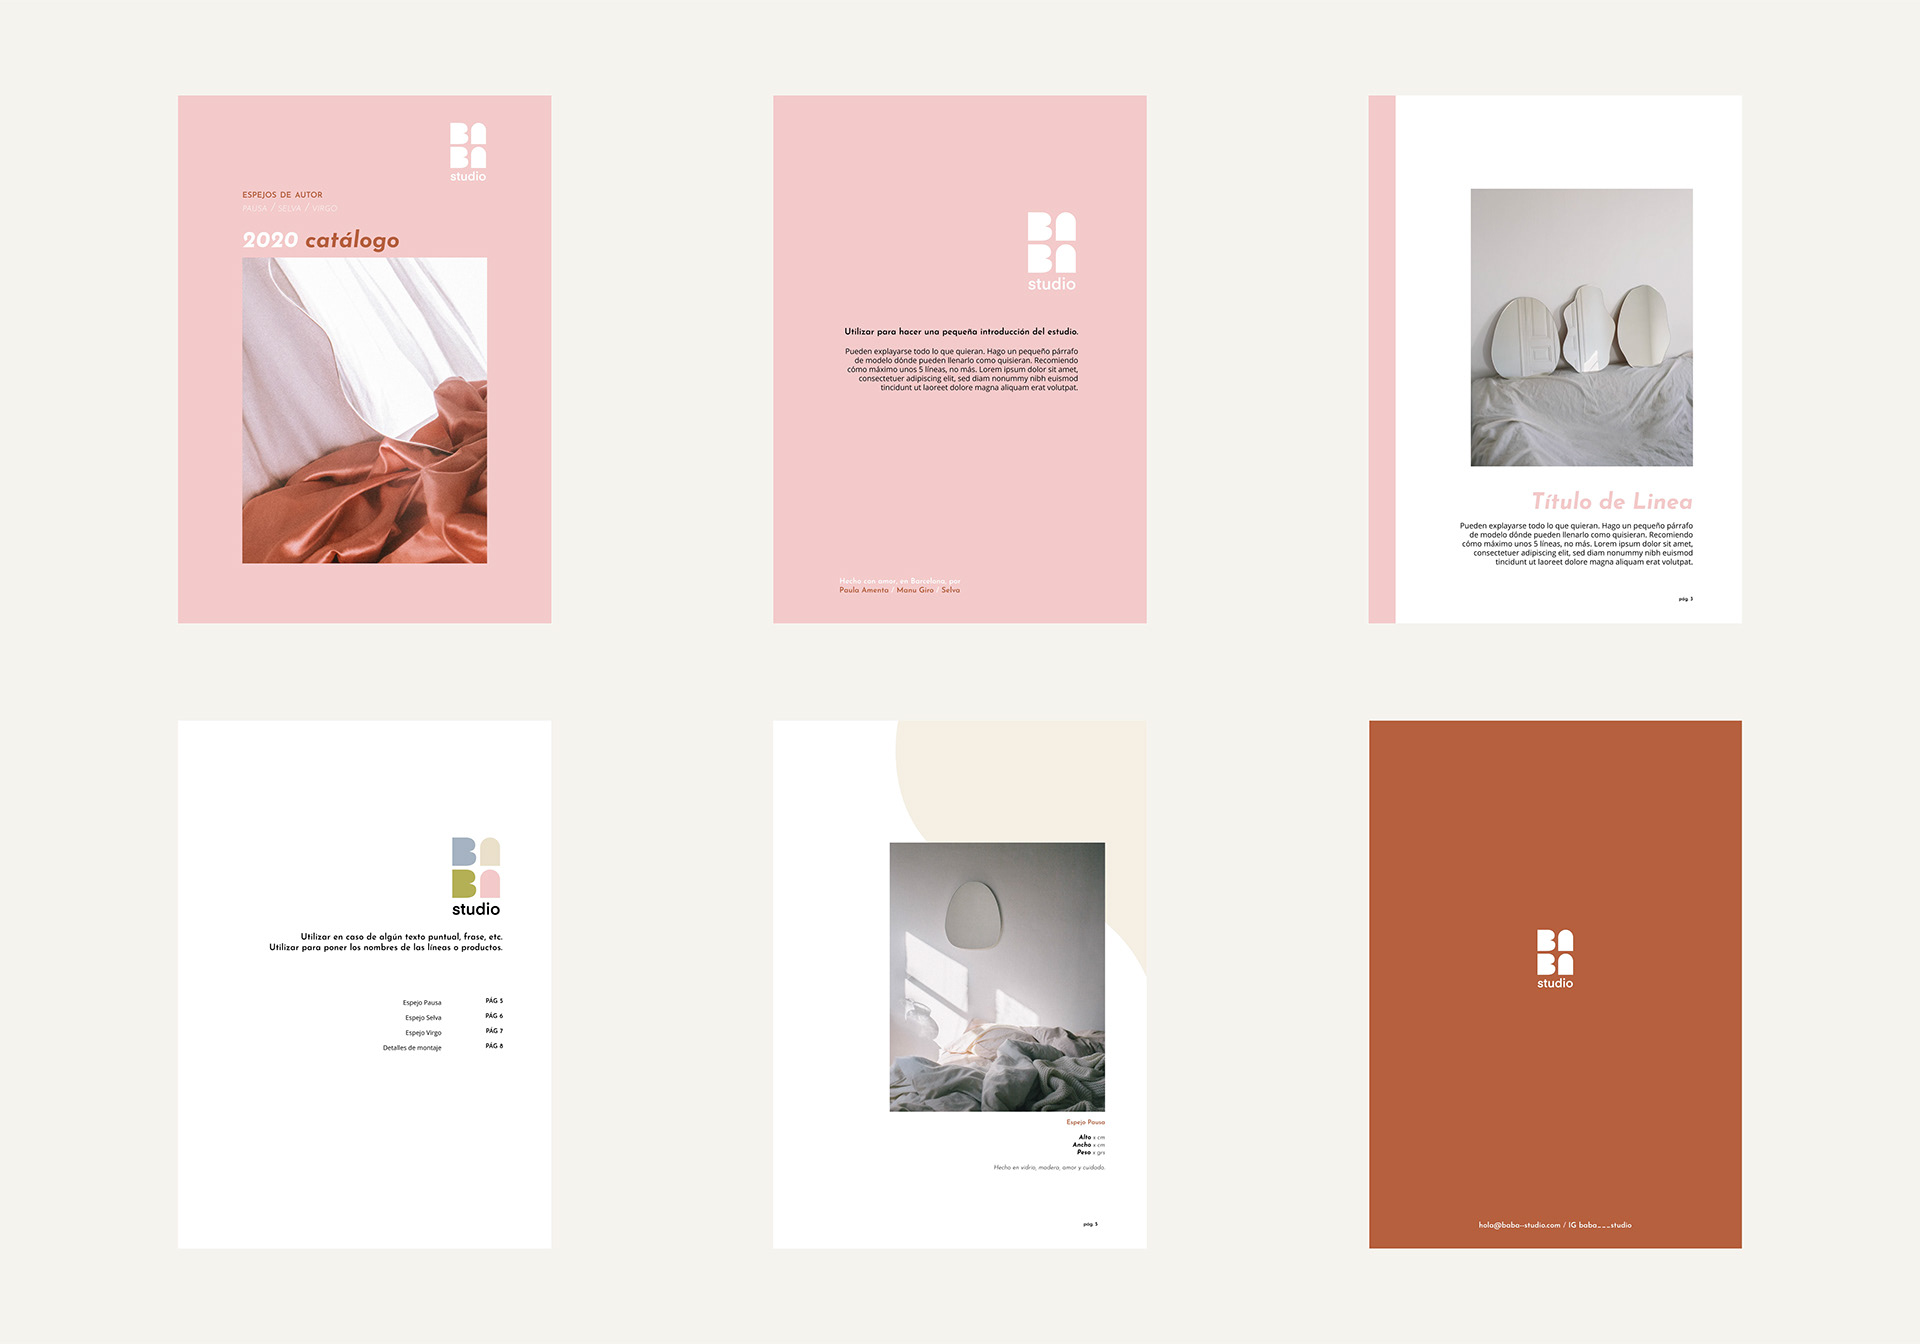 BA
BA
studio
ESPEJOS DE AUTOR
PAUSA / SELVA / VIRGO
2020 catálogo
BA
BA
studio
Utilizar para hacer una pequeña introducción del estudio.
Pueden explayarse todo lo que quieran. Hago un pequeño párrafo
de modelo dónde pueden llenarlo como quisieran. Recomiendo
cómo máximo unos 5 líneas, no más. Lorem ipsum dolor sit amet,
consectetuer adipiscing elit, sed diam nonummy nibh euismod
tincidunt ut laoreet dolore magna aliquam erat volutpat.
Hecho con amor, en Barcelona, por
Paula Amenta / Manu Giro / Selva
Título de Linea
Pueden explayarse todo lo que quieran. Hago un pequeño párrafo
de modelo dónde pueden llenarlo como quisieran. Recomiendo
cómo máximo unos 5 líneas, no más. Lorem ipsum dolor sit amet,
consectetuer adipiscing elit, sed diam nonummy nibh euismod
tincidunt ut laoreet dolore magna aliquam erat volutpat.
pág. 3
BA
BA
studio
Utilizar en caso de algún texto puntual, frase, etc.
Utilizar para poner los nombres de las líneas o productos.
Espejo Pausa PÁG 5
Espejo Selva PÁG 6
Espejo Virgo PÁG 7
Detalles de montaje PÁG 8
Espejo Pausa
Alto x cm
Ancho x cm
Peso x grs
Hecho en vidrio, madera, amor y cuidado.
pág. 5
BA
BA
studio
hola@baba--studio.com / IG baba___studio